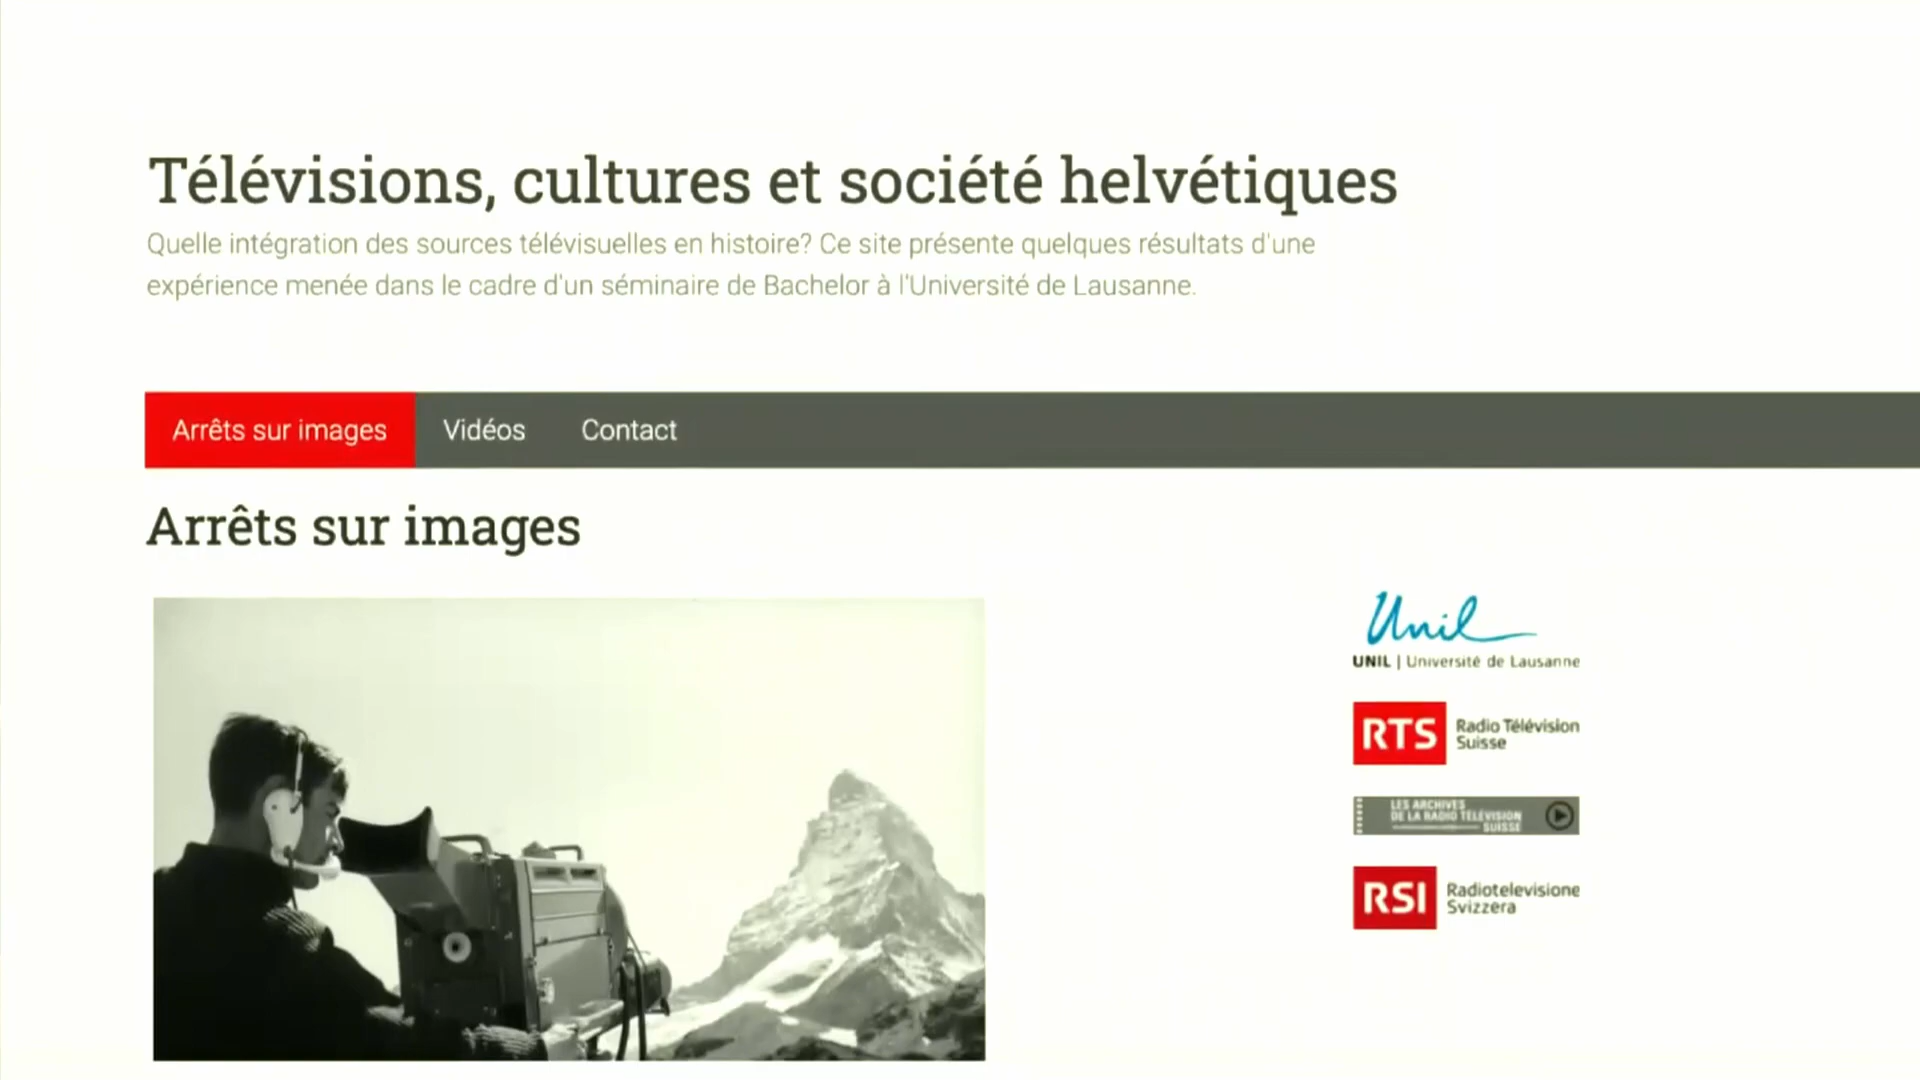 Télévisions, cultures et société helvétiques
Quelle intégration des sources télévisuelles en histoire? Ce site présente quelques résultats d'une
expérience menée dans le cadre d'un séminaire de Bachelor à l'Université de Lausanne.
Arrêts sur images
Vidéos
Contact
Arrêts sur images
Unil
UNIL | Université de Lausanne
RTS Radio Télévision
Suisse
LES ARCHIVES
DE LA RADIO TÉLÉVISION
SUISSE
RSI Radiotelevisione
Svizzera